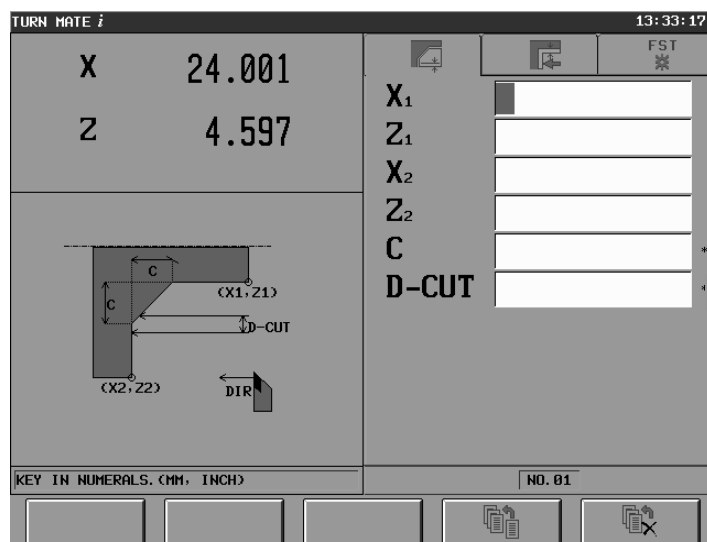 TURN MATE i 13:33:17
X 24.001
Z 4.597
FST
X1
Z1
X2
Z2
C *
D-CUT *
C
C
(X1,Z1)
D-CUT
(X2,Z2)
DIR
KEY IN NUMERALS.(MM, INCH)
NO.01